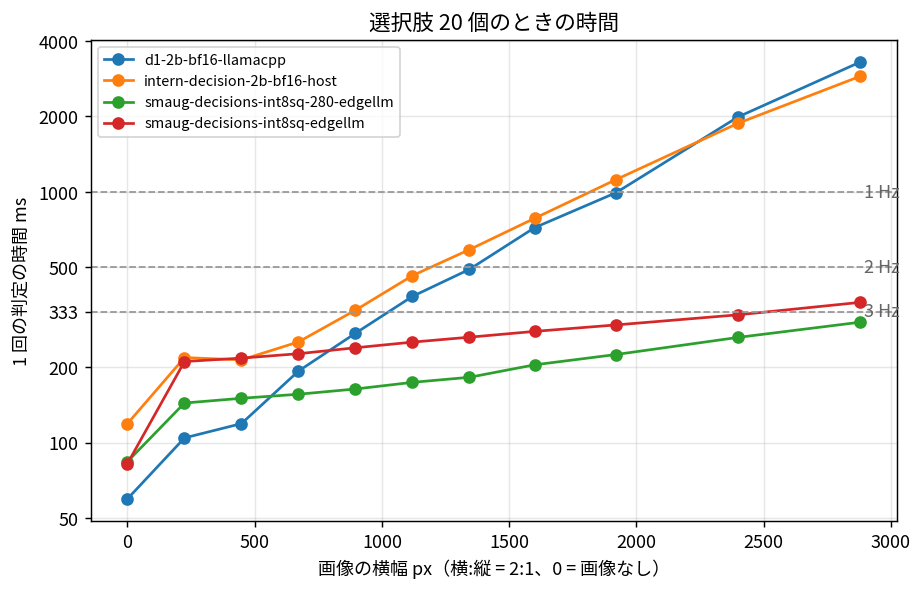 選択肢 20 個のときの時間
4000
2000
1000
500
333
200
100
50
1 回の判定の時間 ms
d1-2b-bf16-llamacpp
intern-decision-2b-bf16-host
smaug-decisions-int8sq-280-edgellm
smaug-decisions-int8sq-edgellm
1 Hz
2 Hz
3 Hz
0
500
1000
1500
2000
2500
3000
画像の横幅 px（横:縦 = 2:1、0 = 画像なし）